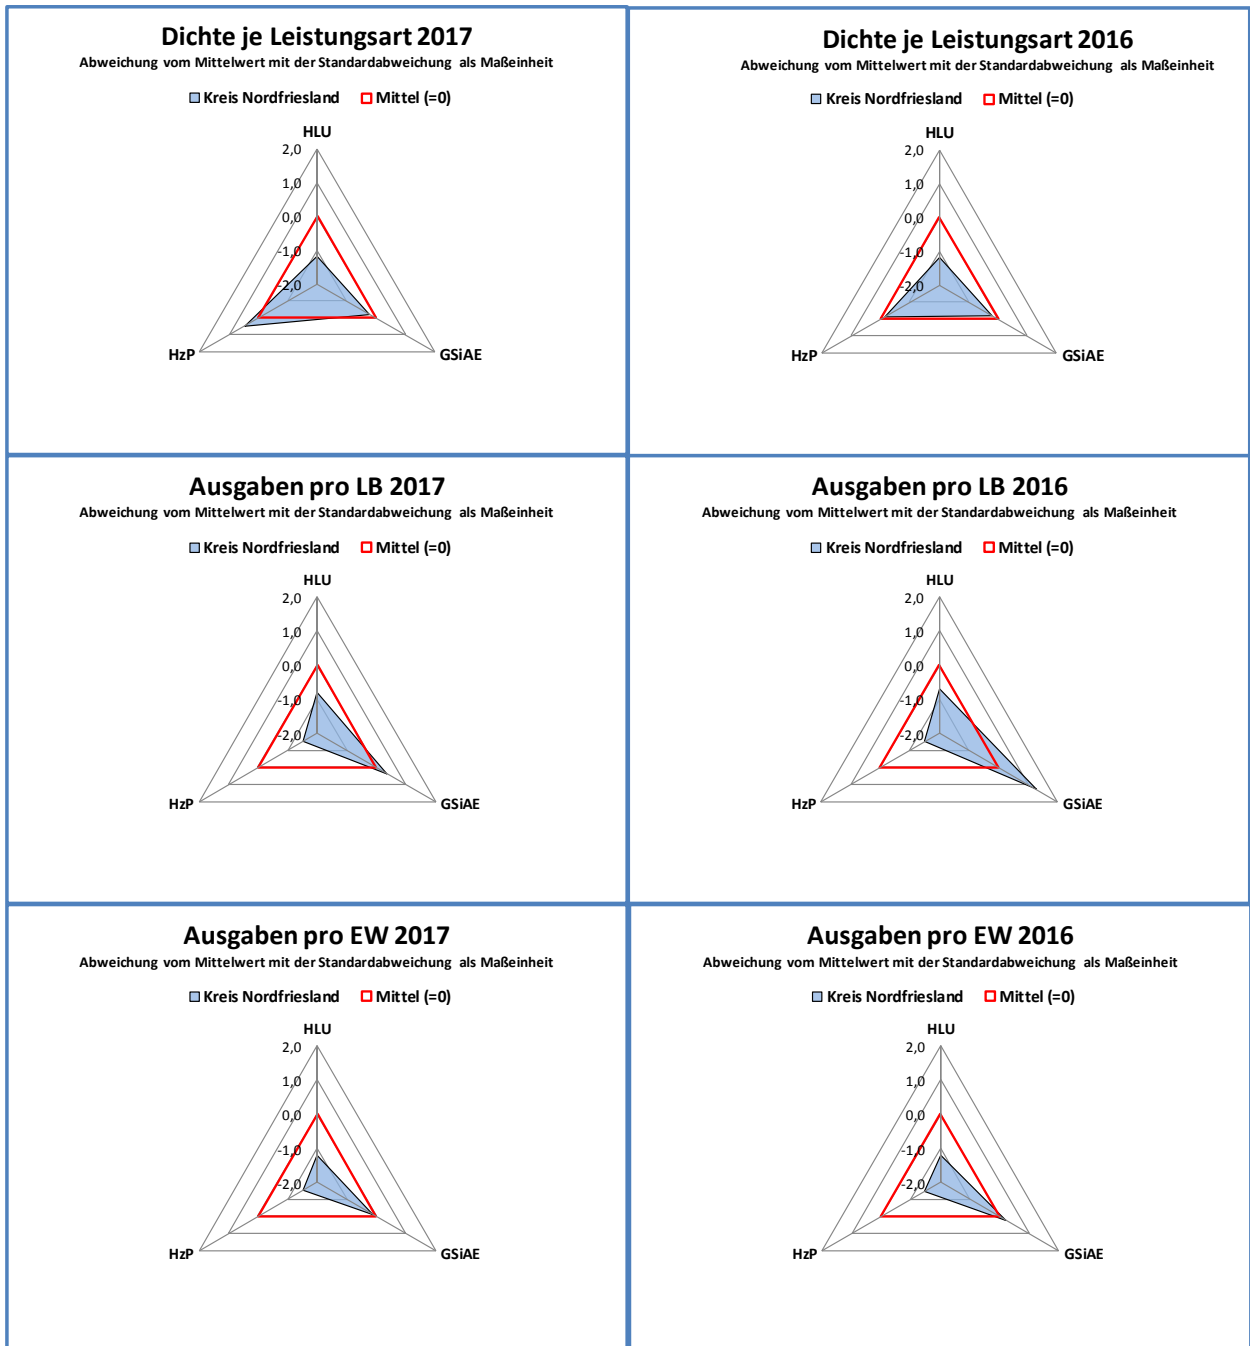 Dichte je Leistungsart 2017
Abweichung vom Mittelwert mit der Standardabweichung als Maßeinheit
Kreis Nordfriesland Mittel (=0)
HLU
2,0
1,0
0,0
-1,0
-2,0
HzP
GSiAE
Dichte je Leistungsart 2016
Abweichung vom Mittelwert mit der Standardabweichung als Maßeinheit
Kreis Nordfriesland Mittel (=0)
HLU
2,0
1,0
0,0
-1,0
-2,0
HzP
GSiAE
Ausgaben pro LB 2017
Abweichung vom Mittelwert mit der Standardabweichung als Maßeinheit
Kreis Nordfriesland Mittel (=0)
HLU
2,0
1,0
0,0
-1,0
-2,0
HzP
GSiAE
Ausgaben pro LB 2016
Abweichung vom Mittelwert mit der Standardabweichung als Maßeinheit
Kreis Nordfriesland Mittel (=0)
HLU
2,0
1,0
0,0
-1,0
-2,0
HzP
GSiAE
Ausgaben pro EW 2017
Abweichung vom Mittelwert mit der Standardabweichung als Maßeinheit
Kreis Nordfriesland Mittel (=0)
HLU
2,0
1,0
0,0
-1,0
-2,0
HzP
GSiAE
Ausgaben pro EW 2016
Abweichung vom Mittelwert mit der Standardabweichung als Maßeinheit
Kreis Nordfriesland Mittel (=0)
HLU
2,0
1,0
0,0
-1,0
-2,0
HzP
GSiAE